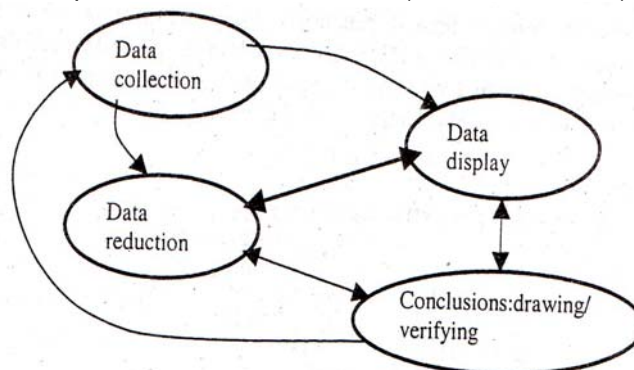 Data
collection
Data
display
Data
reduction
Conclusions:drawing/
verifying